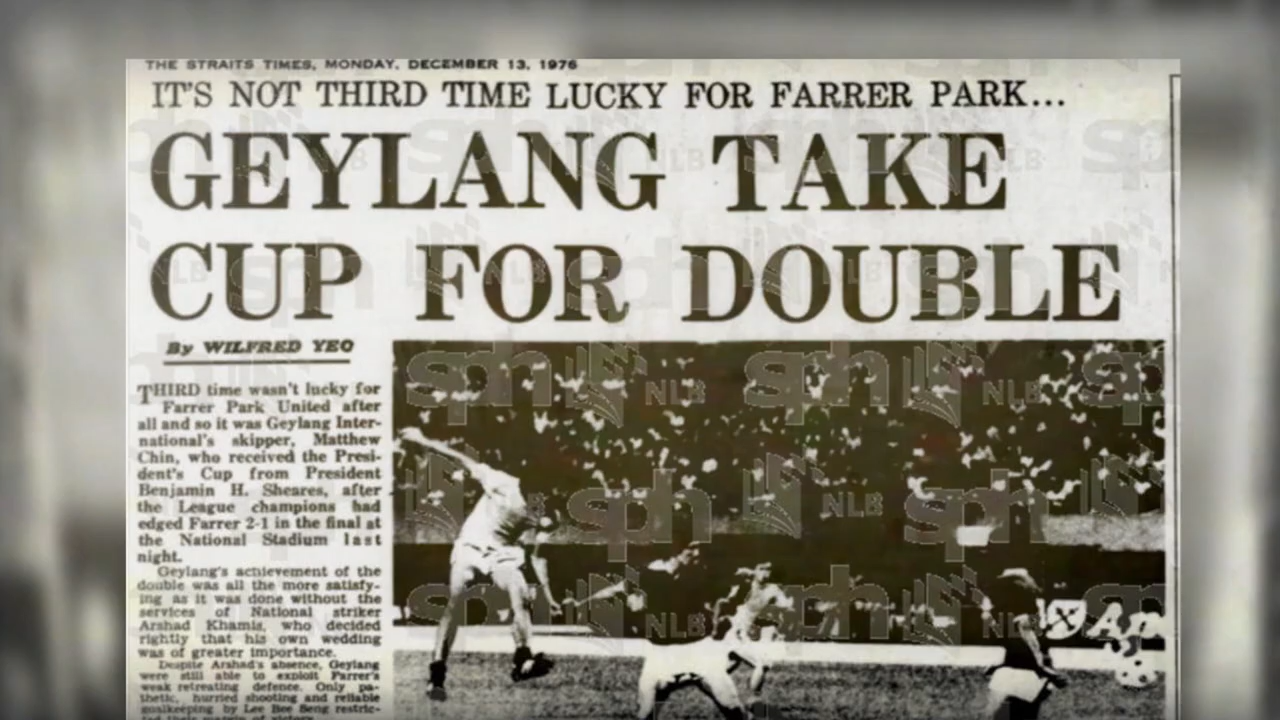 THE STRAITS TIMES, MONDAY, DECEMBER 13, 1976
IT'S NOT THIRD TIME LUCKY FOR FARRER PARK...
GEYLANG TAKE
CUP FOR DOUBLE
By WILFRED YEO
THIRD time wasn't lucky for
Farrer Park United after
all and so it was Geylang Inter-
national's skipper, Matthew
Chin, who received the Presi-
dent's Cup from President
Benjamin H. Sheares, after
the League champions had
edged Farrer 2-1 in the final at
the National Stadium last
night.
Geylang's achievement of the
double was all the more satisfy-
ing as it was done without the
services of National striker
Arshad Khamis, who decided
rightly that his own wedding
was of greater importance.
Despite Arshad's absence, Geylang
were still able to exploit Farrer's
weak retreating defence. Only pa-
thetic, hurried shooting and reliable
goalkeeping by Lee Bee Seng restric-
sph NLB